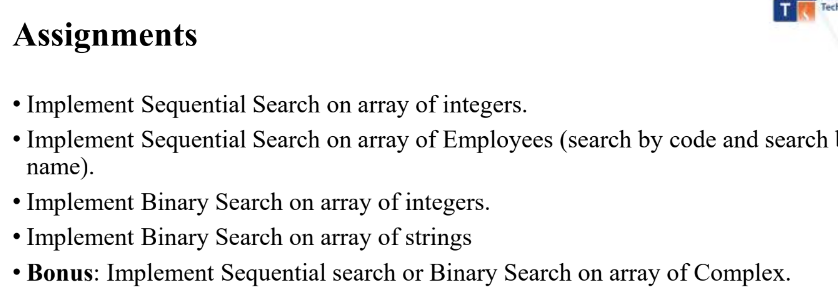 T
Tech
Assignments
• Implement Sequential Search on array of integers.
• Implement Sequential Search on array of Employees (search by code and search
name).
• Implement Binary Search on array of integers.
• Implement Binary Search on array of strings
• Bonus: Implement Sequential search or Binary Search on array of Complex.